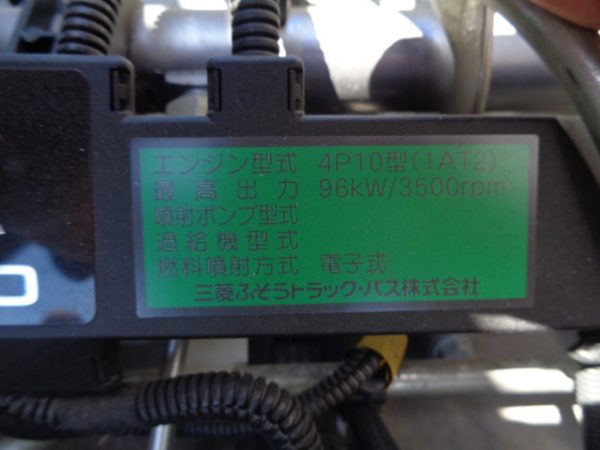 エンジン型式 4P10型(1AT2)
最高出力 96kW/3500rpm
噴射ポンプ型式
過給機型式
燃料噴射方式 電子式
三菱ふそうトラック・バス株式会社